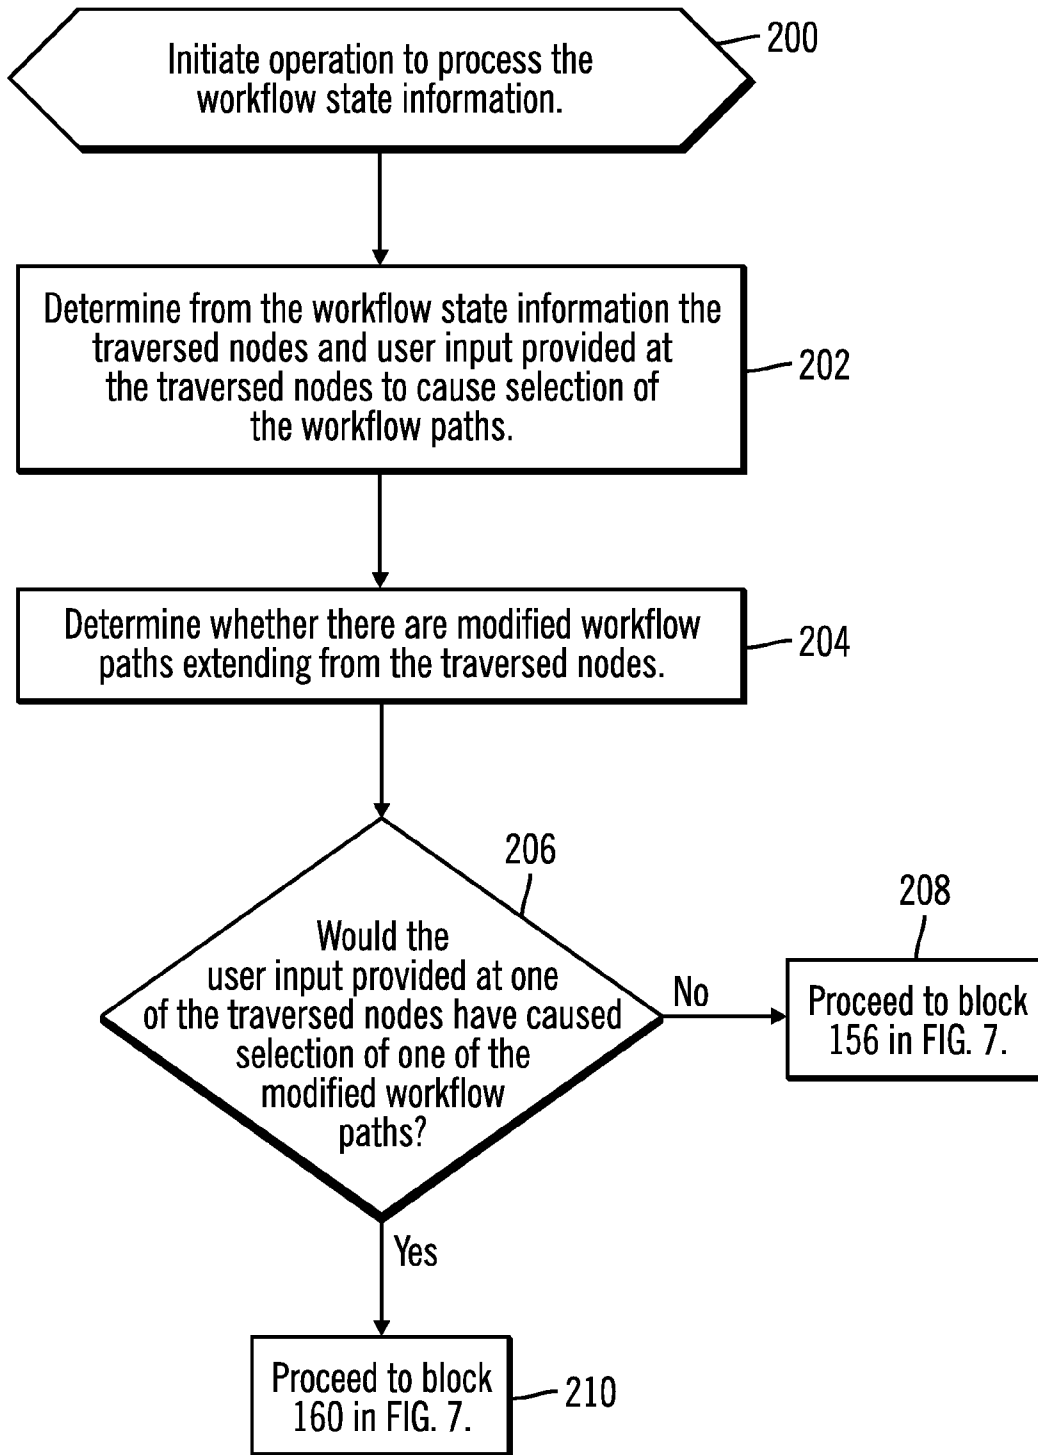 200
Initiate operation to process the
workflow state information.
Determine from the workflow state information the
traversed nodes and user input provided at
the traversed nodes to cause selection of
the workflow paths.
202
Determine whether there are modified workflow
paths extending from the traversed nodes.
204
206
Would the
user input provided at one
of the traversed nodes have caused
selection of one of the
modified workflow
paths?
No
208
Proceed to block
156 in FIG. 7.
Yes
Proceed to block
160 in FIG. 7.
210